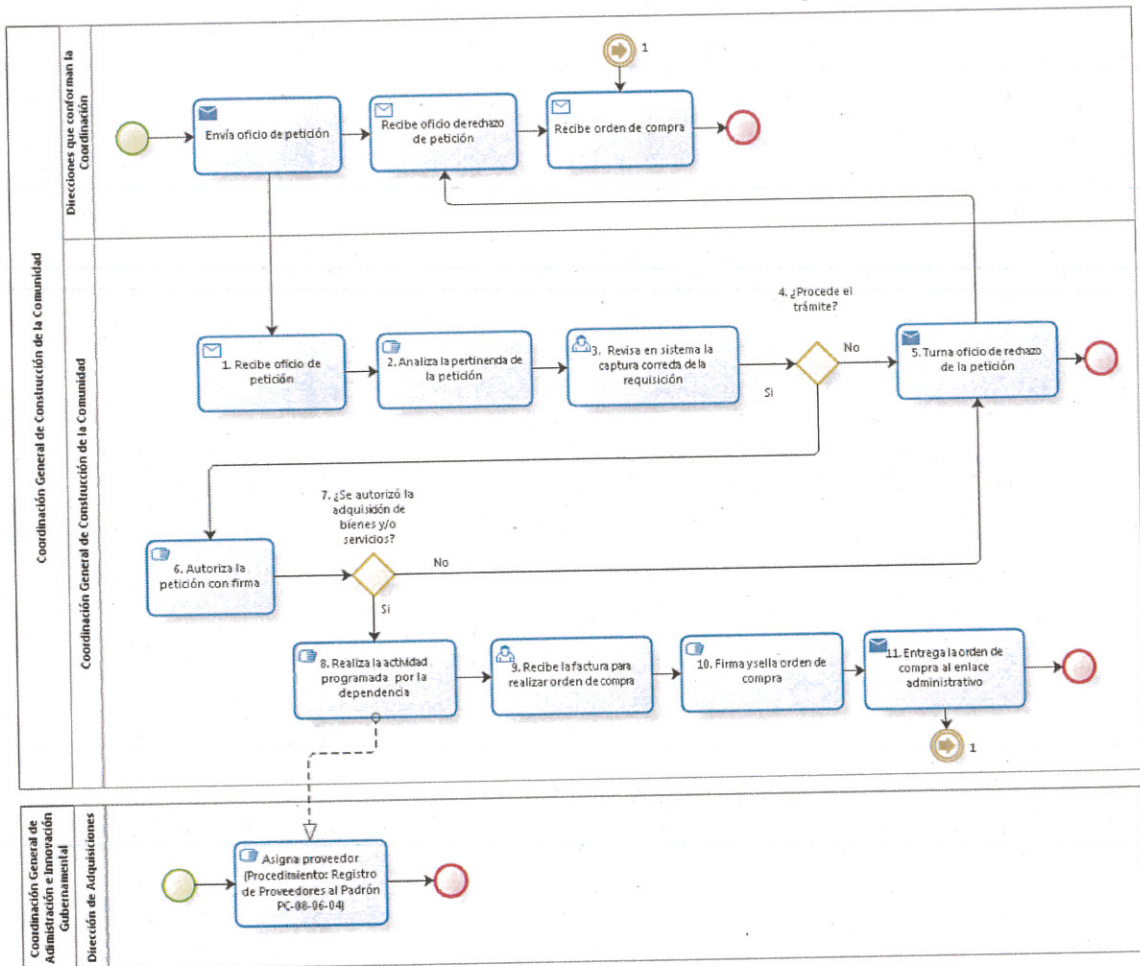 Coordinación General de Construcción de la Comunidad
Direcciones que conforman la
Coordinación
Envía oficio de petición
Recibe oficio de rechazo
de petición
1
Recibe orden de compra
Coordinación General de Construcción de la Comunidad
1. Recibe oficio de
petición
2. Analiza la pertinenda de
la petición
3. Revisa en sistema la
captura correda de la
requisición
4. ¿Procede el
trámite?
No
Si
5. Turna oficio de rechazo
de la petición
6. Autoriza la
petición con firma
7. ¿Se autorizó la
adquisición de
bienes y/o
servicios?
No
Si
8. Realiza la actividad
programada por la
dependencia
9. Recibe la factura para
realizar orden de compra
10. Firma y sella orden de
compra
11. Entrega la orden de
compra al enlace
administrativo
1
Coordinación General de
Administración e Innovación
Gubernamental
Dirección de Adquisiciones
Asigna proveedor
(Procedimiento: Registro
de Proveedores al Padrón
PC-08-06-04)